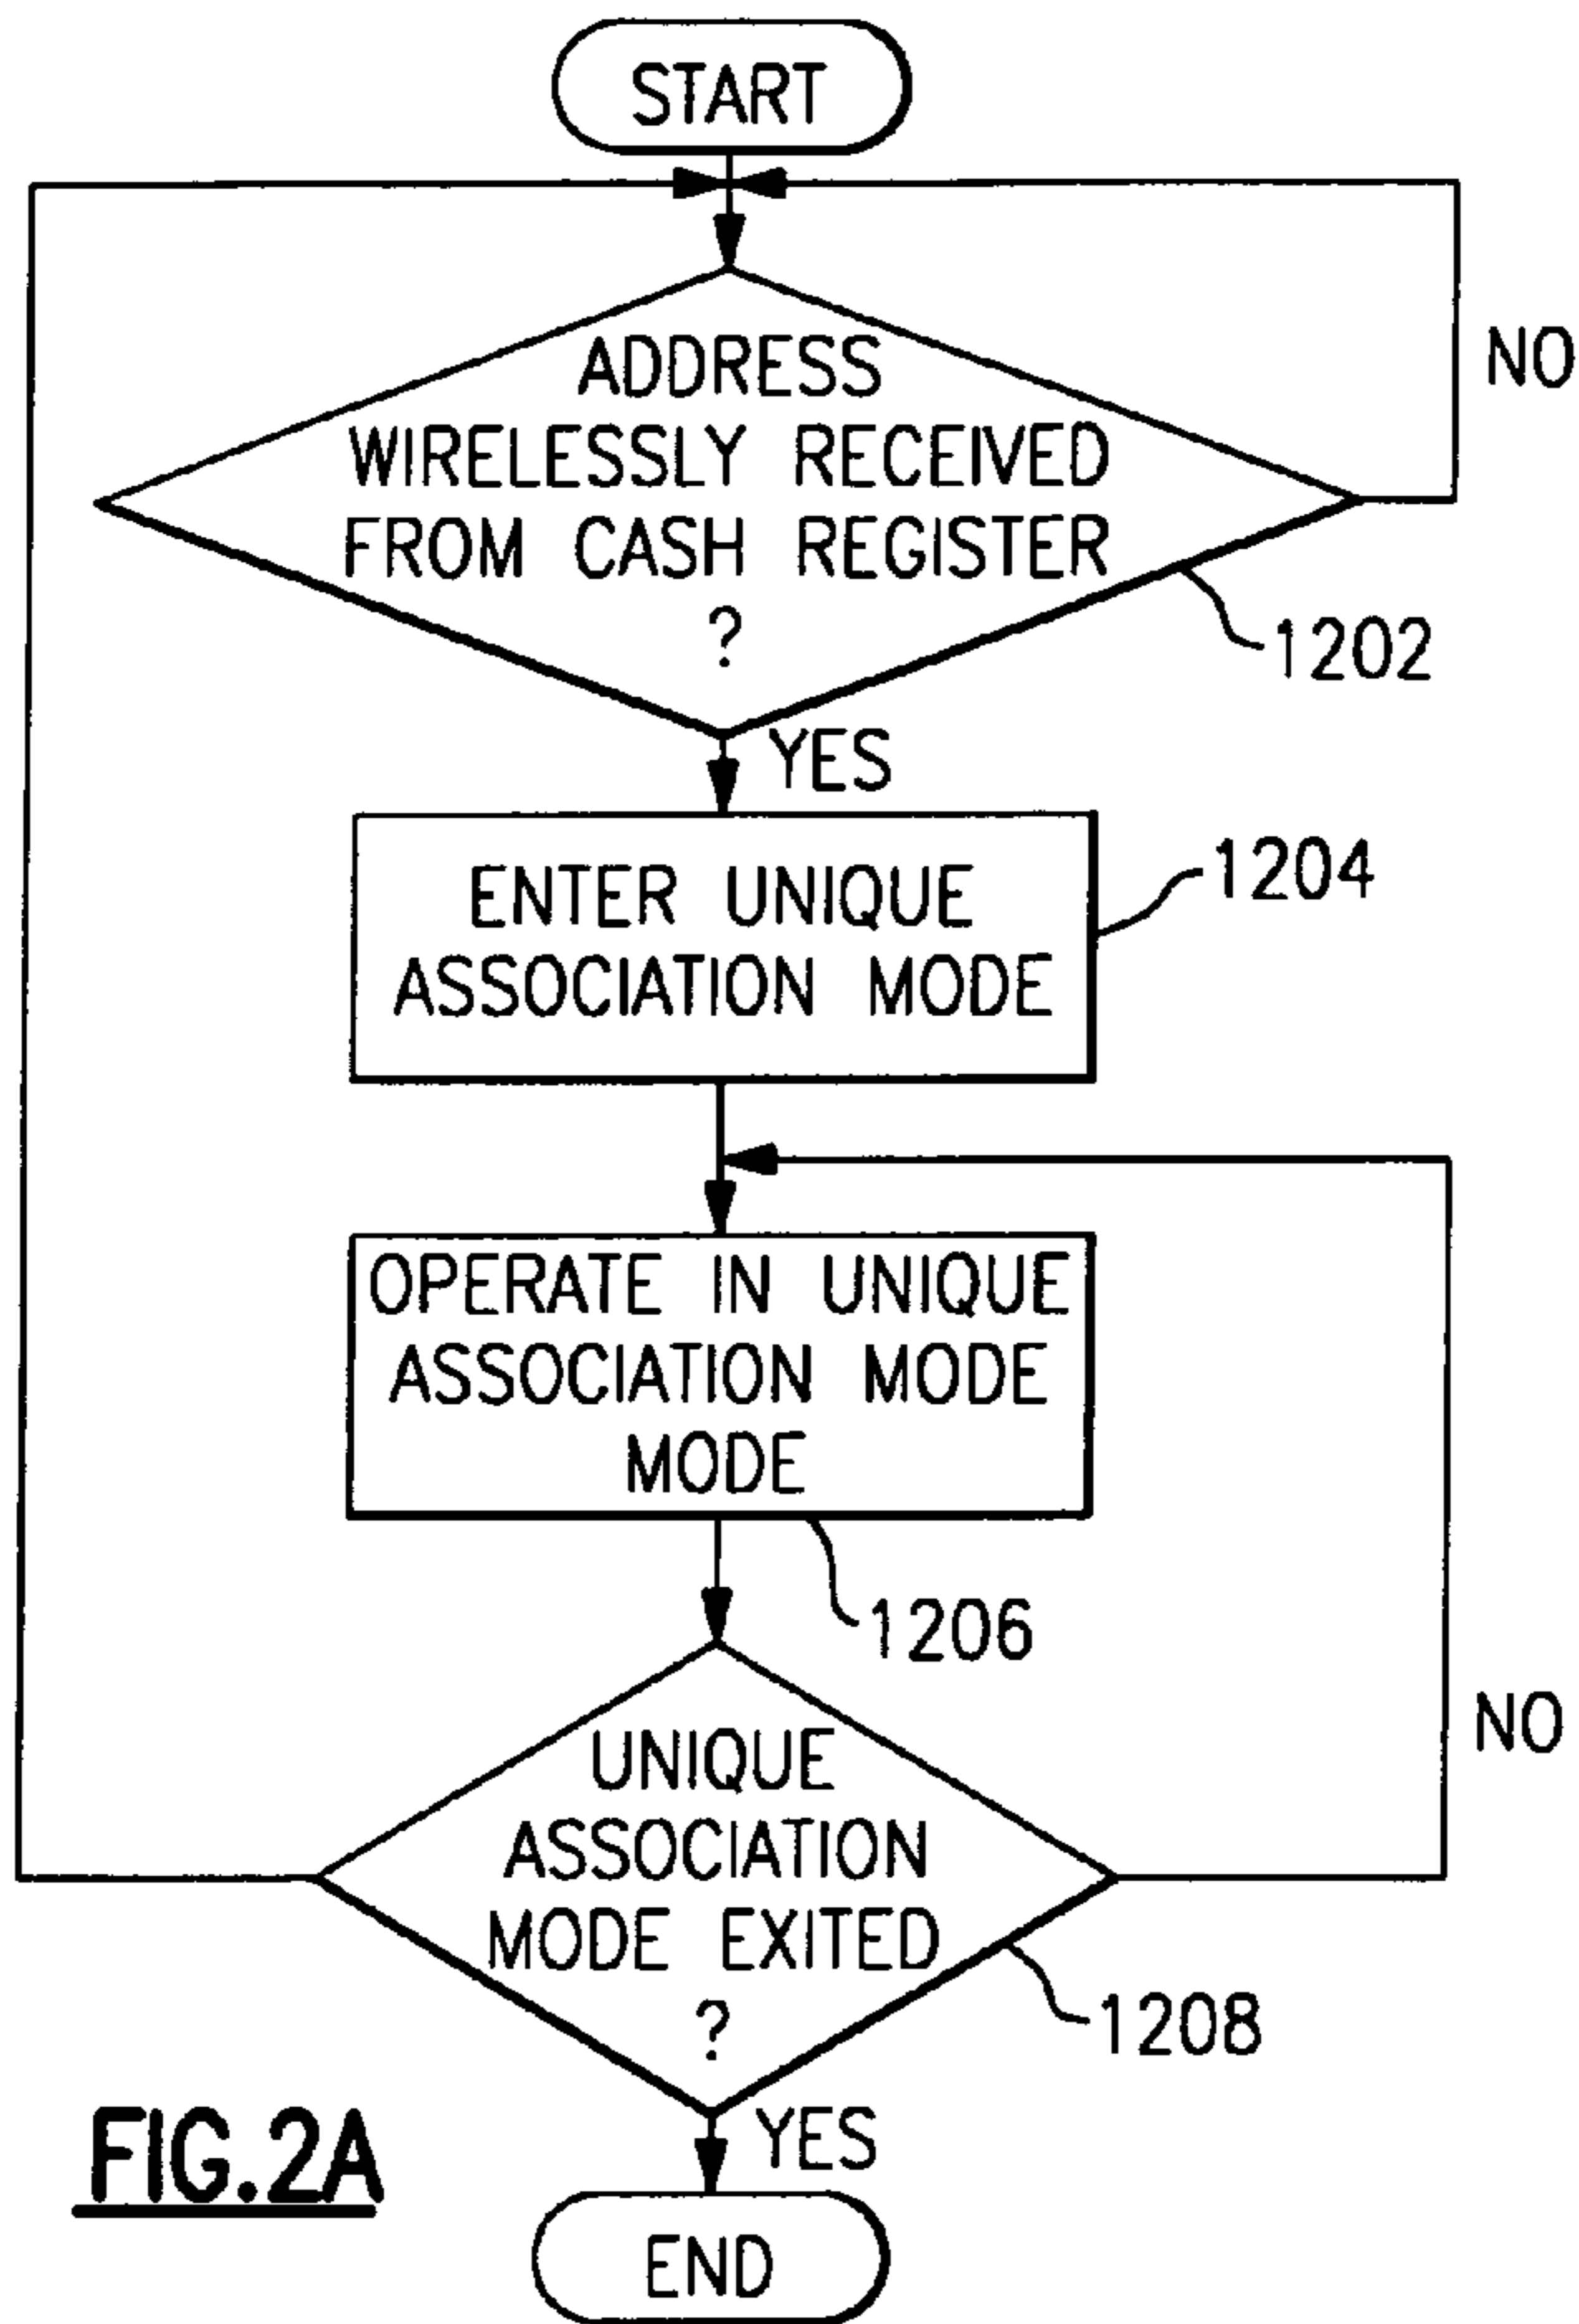 START
ADDRESS
WIRELESSLY RECEIVED
FROM CASH REGISTER
?
NO
1202
YES
ENTER UNIQUE
ASSOCIATION MODE
1204
OPERATE IN UNIQUE
ASSOCIATION MODE
MODE
1206
UNIQUE
ASSOCIATION
MODE EXITED
?
NO
1208
YES
END
FIG.2A